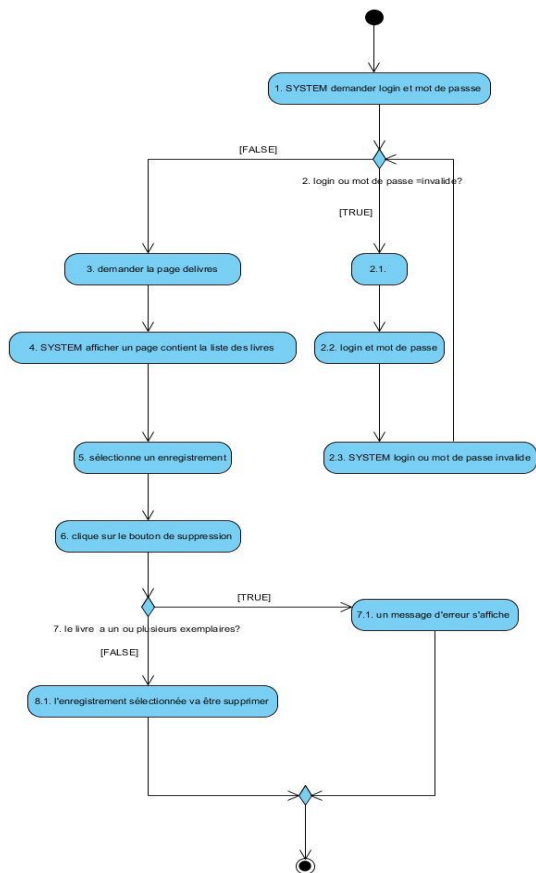 1. SYSTEM demander login et mot de passse
[FALSE]
2. login ou mot de passe =invalide?
[TRUE]
3. demander la page delivres
2.1.
4. SYSTEM afficher un page contient la liste des livres
2.2. login et mot de passe
5. sélectionne un enregistrement
2.3. SYSTEM login ou mot de passe invalide
6. clique sur le bouton de suppression
[TRUE]
7.1. un message d'erreur s'affiche
7. le livre a un ou plusieurs exemplaires?
[FALSE]
8.1. l'enregistrement sélectionnée va être supprimer